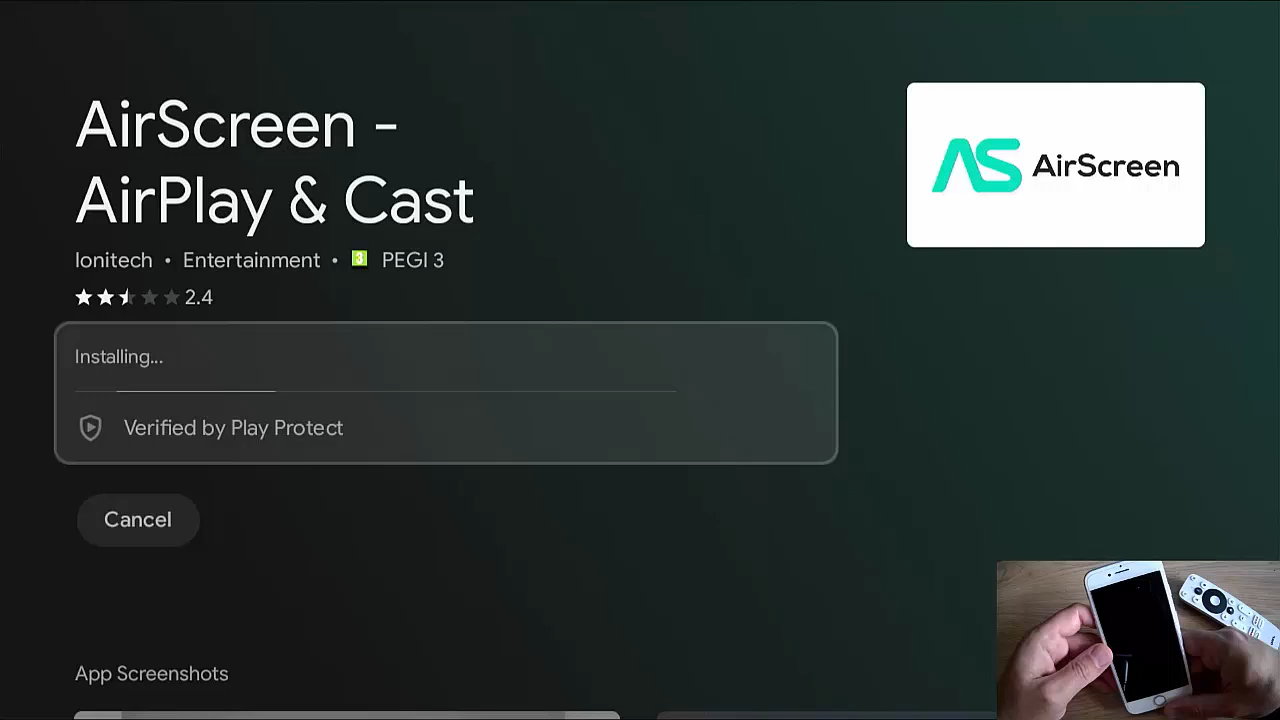 AirScreen -
AirPlay & Cast
Ionitech • Entertainment • 3 PEGI 3
2.4
Installing...
Verified by Play Protect
Cancel
App Screenshots
AS AirScreen